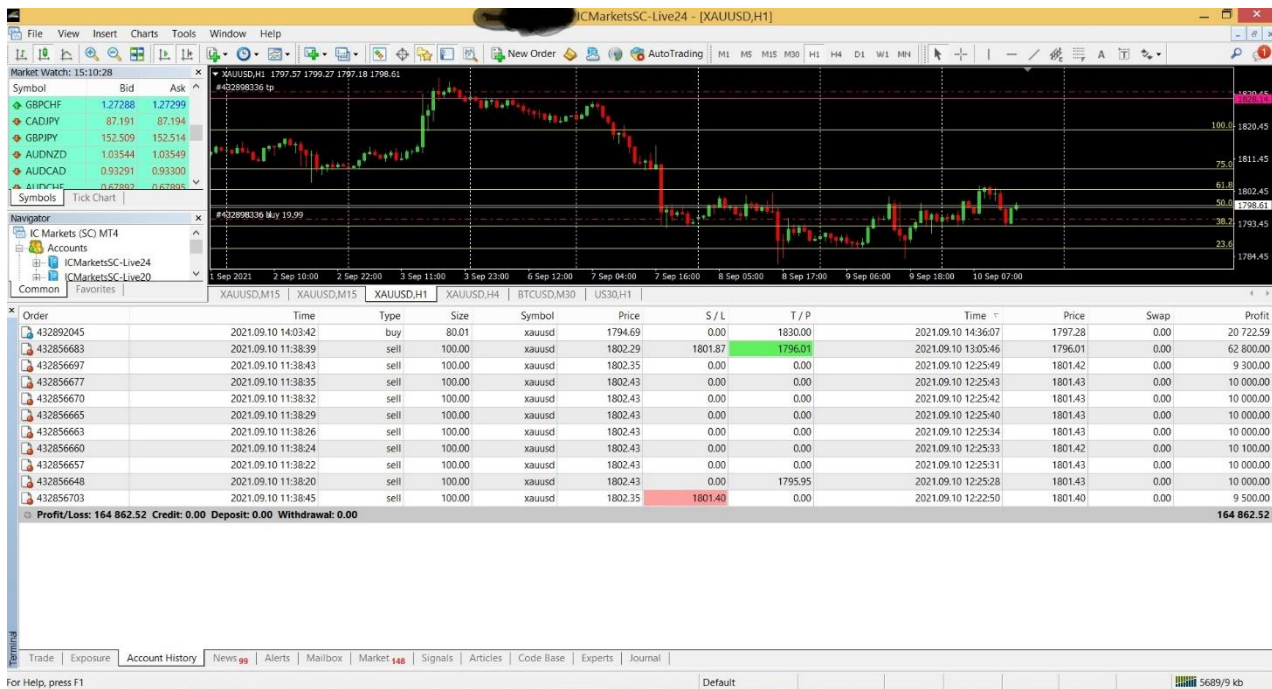 ICMarketsSC-Live24 - [XAUUSD,H1]
File View Insert Charts Tools Window Help
New Order AutoTrading M1 M5 M15 M30 H1 H4 D1 W1 MN
Market Watch: 15:10:28
Symbol Bid Ask
GBPCHF 1.27288 1.27299
CADJPY 87.191 87.194
GBPJPY 152.509 152.514
AUDNZD 1.03544 1.03549
AUDCAD 0.93291 0.93300
AUDCHF 0.67892 0.67895
Symbols Tick Chart
Navigator
IC Markets (SC) MT4
Accounts
ICMarketsSC-Live24
ICMarketsSC-Live20
Common Favorites
XAUUSD,H1 1797.57 1799.27 1797.18 1798.61
#432898336 tp
#432898336 buy 19.99
1829.45
1828.14
100.0 1820.45
1811.45
75.0
61.8 1802.45
50.0 1798.61
38.2 1793.45
23.6
1784.45
1 Sep 2021 2 Sep 10:00 2 Sep 22:00 3 Sep 11:00 3 Sep 23:00 6 Sep 12:00 7 Sep 04:00 7 Sep 16:00 8 Sep 05:00 8 Sep 17:00 9 Sep 06:00 9 Sep 18:00 10 Sep 07:00
XAUUSD,M15 XAUUSD,M15 XAUUSD,H1 XAUUSD,H4 BTCUSD,M30 US30,H1
Order Time Type Size Symbol Price S / L T / P Time Price Swap Profit
432892045 2021.09.10 14:03:42 buy 80.01 xauusd 1794.69 0.00 1830.00 2021.09.10 14:36:07 1797.28 0.00 20 722.59
432856683 2021.09.10 11:38:39 sell 100.00 xauusd 1802.29 1801.87 1796.01 2021.09.10 13:05:46 1796.01 0.00 62 800.00
432856697 2021.09.10 11:38:43 sell 100.00 xauusd 1802.35 0.00 0.00 2021.09.10 12:25:49 1801.42 0.00 9 300.00
432856677 2021.09.10 11:38:35 sell 100.00 xauusd 1802.43 0.00 0.00 2021.09.10 12:25:43 1801.43 0.00 10 000.00
432856670 2021.09.10 11:38:32 sell 100.00 xauusd 1802.43 0.00 0.00 2021.09.10 12:25:42 1801.43 0.00 10 000.00
432856665 2021.09.10 11:38:29 sell 100.00 xauusd 1802.43 0.00 0.00 2021.09.10 12:25:40 1801.43 0.00 10 000.00
432856663 2021.09.10 11:38:26 sell 100.00 xauusd 1802.43 0.00 0.00 2021.09.10 12:25:34 1801.43 0.00 10 000.00
432856660 2021.09.10 11:38:24 sell 100.00 xauusd 1802.43 0.00 0.00 2021.09.10 12:25:33 1801.42 0.00 10 100.00
432856657 2021.09.10 11:38:22 sell 100.00 xauusd 1802.43 0.00 0.00 2021.09.10 12:25:31 1801.43 0.00 10 000.00
432856648 2021.09.10 11:38:20 sell 100.00 xauusd 1802.43 0.00 1795.95 2021.09.10 12:25:28 1801.43 0.00 10 000.00
432856703 2021.09.10 11:38:45 sell 100.00 xauusd 1802.35 1801.40 0.00 2021.09.10 12:22:50 1801.40 0.00 9 500.00
Profit/Loss: 164 862.52 Credit: 0.00 Deposit: 0.00 Withdrawal: 0.00 164 862.52
Terminal
Trade Exposure Account History News 99 Alerts Mailbox Market 148 Signals Articles Code Base Experts Journal
For Help, press F1 Default 5689/9 kb